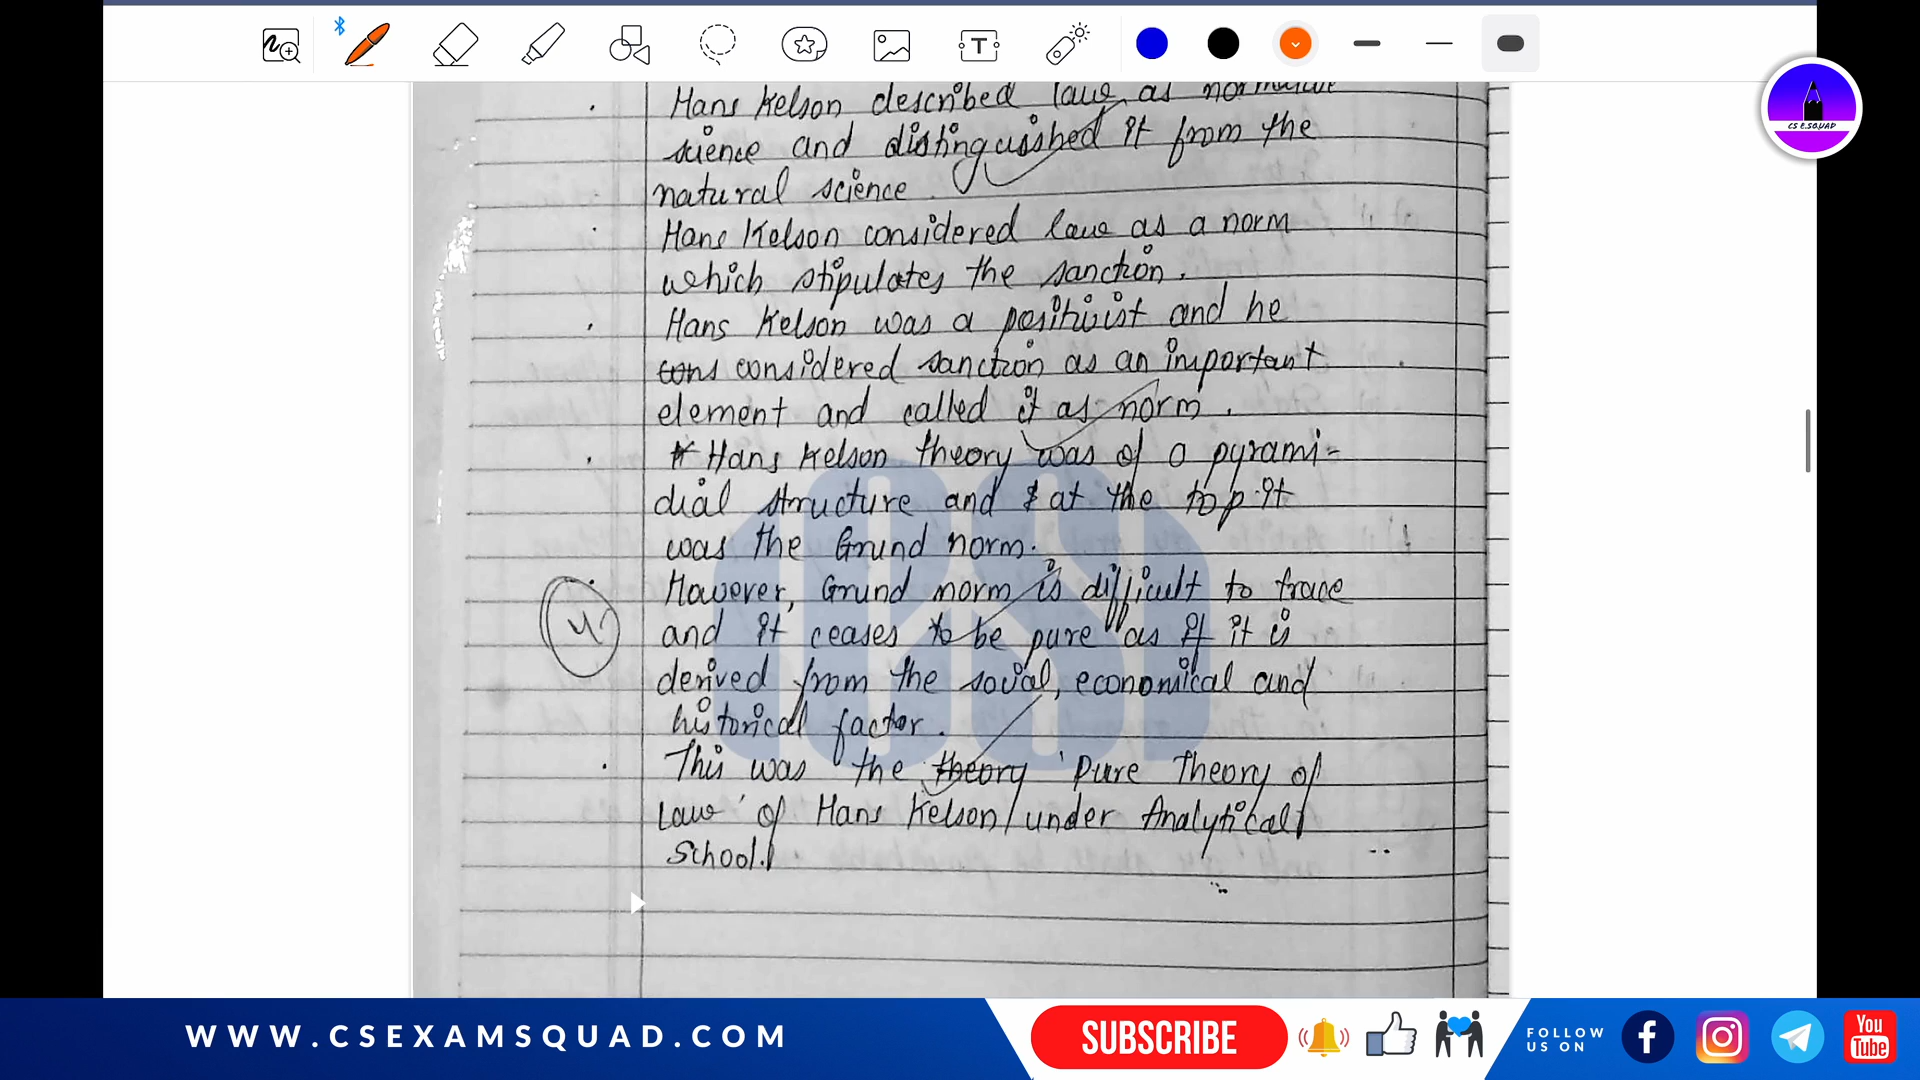 CS E.SQUAD
Hans Kelson described law as normative
science and distinguished it from the
natural science.
Hans Kelson considered law as a norm
which stipulates the sanction.
Hans Kelson was a positivist and he
cons considered sanction as an important
element and called it as norm.
Hans Kelson theory was of a pyrami-
dial structure and at the top it
was the Grund norm.
However, Grund norm is difficult to trace
4
and it ceases to be pure as if it is
derived from the social, economical and
historical factor.
This was the theory 'Pure Theory of
Law' of Hans Kelson/under Analytical
School.
WWW.CSEXAMSQUAD.COM
SUBSCRIBE
FOLLOW
US ON
You
Tube